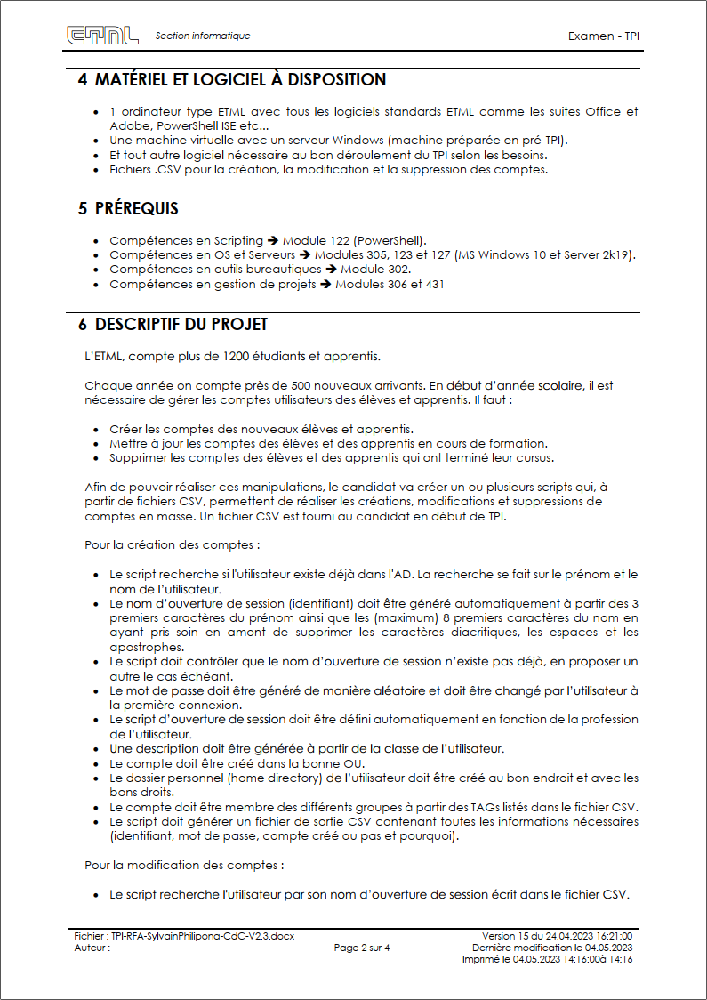 ETML Section informatique Examen - TPI
4 MATÉRIEL ET LOGICIEL À DISPOSITION
• 1 ordinateur type ETML avec tous les logiciels standards ETML comme les suites Office et
Adobe, PowerShell ISE etc...
• Une machine virtuelle avec un serveur Windows (machine préparée en pré-TPI).
• Et tout autre logiciel nécessaire au bon déroulement du TPI selon les besoins.
• Fichiers .CSV pour la création, la modification et la suppression des comptes.
5 PRÉREQUIS
• Compétences en Scripting ➔ Module 122 (PowerShell).
• Compétences en OS et Serveurs ➔ Modules 305, 123 et 127 (MS Windows 10 et Server 2k19).
• Compétences en outils bureautiques ➔ Module 302.
• Compétences en gestion de projets ➔ Modules 306 et 431
6 DESCRIPTIF DU PROJET
L’ETML, compte plus de 1200 étudiants et apprentis.
Chaque année on compte près de 500 nouveaux arrivants. En début d’année scolaire, il est
nécessaire de gérer les comptes utilisateurs des élèves et apprentis. Il faut :
• Créer les comptes des nouveaux élèves et apprentis.
• Mettre à jour les comptes des élèves et des apprentis en cours de formation.
• Supprimer les comptes des élèves et des apprentis qui ont terminé leur cursus.
Afin de pouvoir réaliser ces manipulations, le candidat va créer un ou plusieurs scripts qui, à
partir de fichiers CSV, permettent de réaliser les créations, modifications et suppressions de
comptes en masse. Un fichier CSV est fourni au candidat en début de TPI.
Pour la création des comptes :
• Le script recherche si l'utilisateur existe déjà dans l'AD. La recherche se fait sur le prénom et le
nom de l’utilisateur.
• Le nom d’ouverture de session (identifiant) doit être généré automatiquement à partir des 3
premiers caractères du prénom ainsi que les (maximum) 8 premiers caractères du nom en
ayant pris soin en amont de supprimer les caractères diacritiques, les espaces et les
apostrophes.
• Le script doit contrôler que le nom d’ouverture de session n’existe pas déjà, en proposer un
autre le cas échéant.
• Le mot de passe doit être généré de manière aléatoire et doit être changé par l’utilisateur à
la première connexion.
• Le script d’ouverture de session doit être défini automatiquement en fonction de la profession
de l’utilisateur.
• Une description doit être générée à partir de la classe de l’utilisateur.
• Le compte doit être créé dans la bonne OU.
• Le dossier personnel (home directory) de l’utilisateur doit être créé au bon endroit et avec les
bons droits.
• Le compte doit être membre des différents groupes à partir des TAGs listés dans le fichier CSV.
• Le script doit générer un fichier de sortie CSV contenant toutes les informations nécessaires
(identifiant, mot de passe, compte créé ou pas et pourquoi).
Pour la modification des comptes :
• Le script recherche l'utilisateur par son nom d’ouverture de session écrit dans le fichier CSV.
Fichier : TPI-RFA-SylvainPhilipona-CdC-V2.3.docx Version 15 du 24.04.2023 16:21:00
Auteur : Page 2 sur 4 Dernière modification le 04.05.2023
Imprimé le 04.05.2023 14:16:00à 14:16